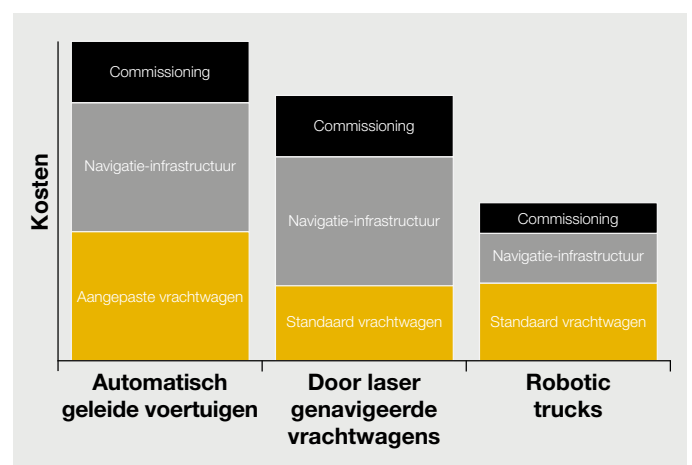 Kosten
Commissioning
Navigatie-infrastructuur
Aangepaste vrachtwagen
Commissioning
Navigatie-infrastructuur
Standaard vrachtwagen
Commissioning
Navigatie-infrastructuur
Standaard vrachtwagen
Automatisch
geleide voertuigen
Door laser
genavigeerde
vrachtwagens
Robotic
trucks